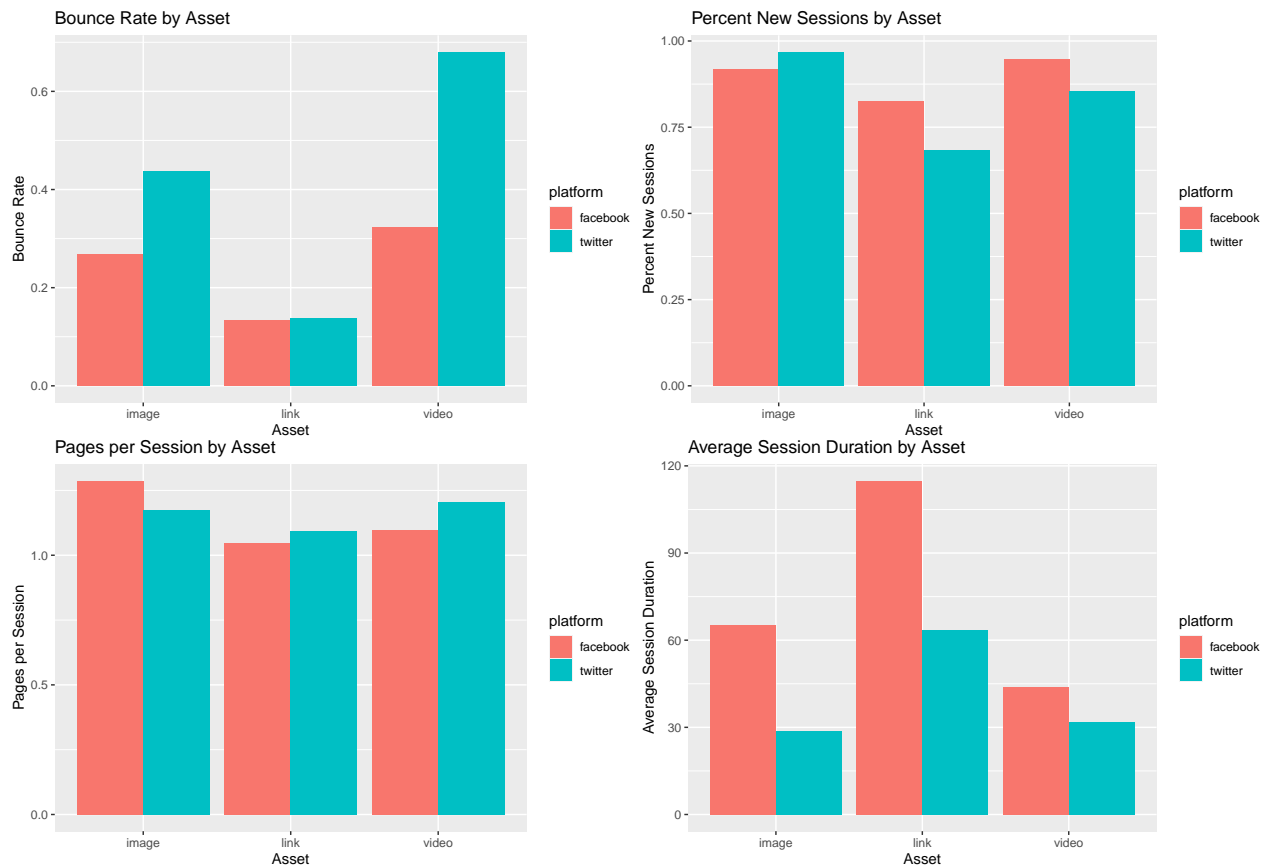 Bounce Rate by Asset
0.6
0.4
0.2
0.0
Bounce Rate
image link video
Asset
platform
facebook
twitter
Percent New Sessions by Asset
1.00
0.75
0.50
0.25
0.00
Percent New Sessions
image link video
Asset
platform
facebook
twitter
Pages per Session by Asset
1.0
0.5
0.0
Pages per Session
image link video
Asset
platform
facebook
twitter
Average Session Duration by Asset
120
90
60
30
0
Average Session Duration
image link video
Asset
platform
facebook
twitter